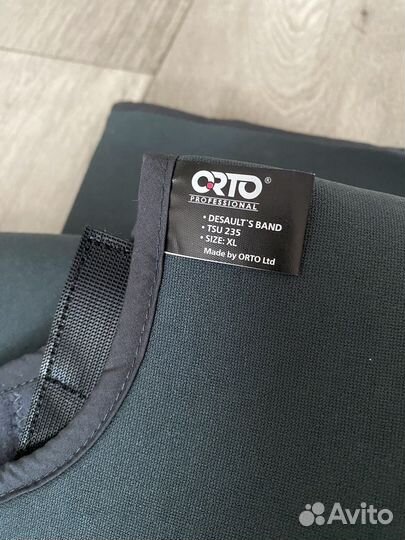 ORTO®
PROFESSIONAL
• DESAULT`S BAND
• TSU 235
• SIZE: XL
Made by ORTO Ltd
Avito